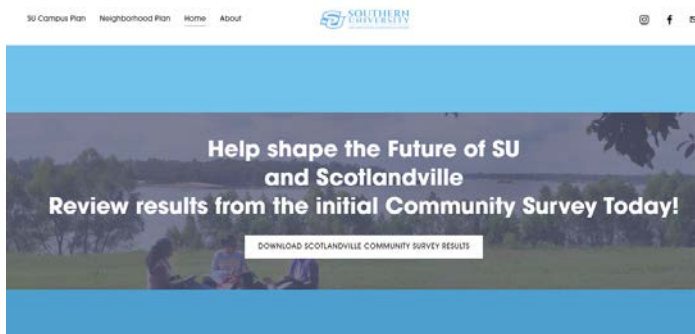 SU Campus Plan Neighborhood Plan Home About
SOUTHERN
UNIVERSITY
Help shape the Future of SU
and Scotlandville
Review results from the initial Community Survey Today!
DOWNLOAD SCOTLANDVILLE COMMUNITY SURVEY RESULTS